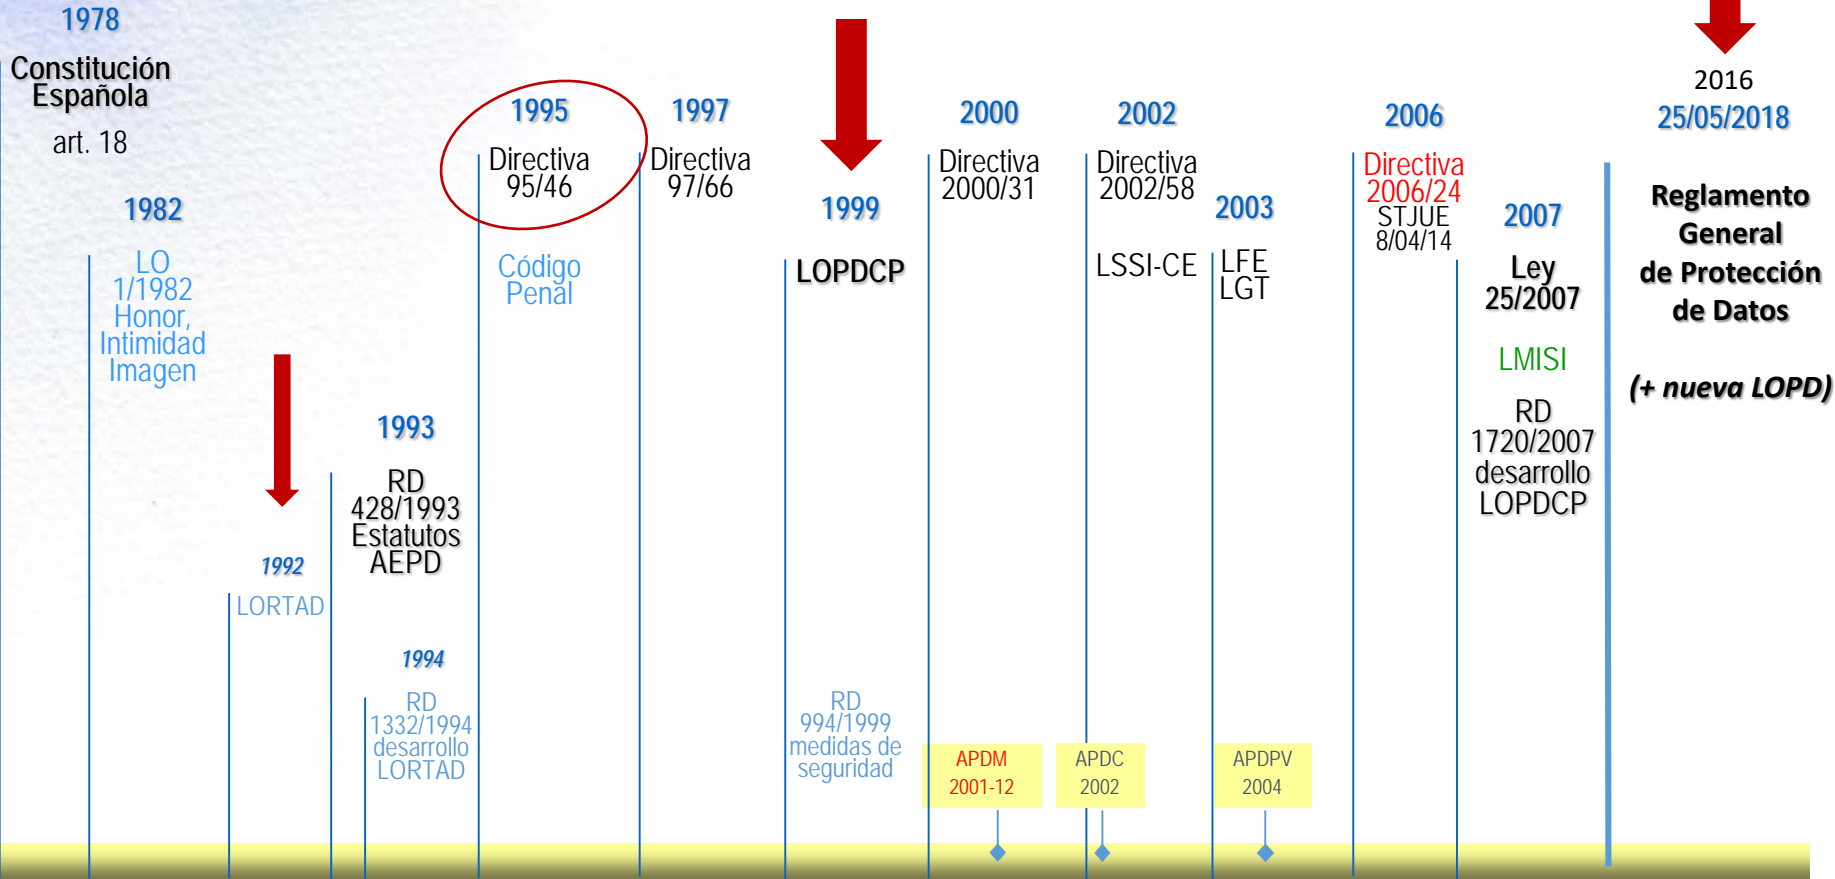 1978
Constitución
Española
art. 18
1982
LO
1/1982
Honor,
Intimidad
Imagen
1992
LORTAD
1993
RD
428/1993
Estatutos
AEPD
1994
RD
1332/1994
desarrollo
LORTAD
1995
Directiva
95/46
Código
Penal
1997
Directiva
97/66
1999
LOPDCP
RD
994/1999
medidas de
seguridad
2000
Directiva
2000/31
APDM
2001-12
2002
Directiva
2002/58
LSSI-CE
APDC
2002
2003
LFE
LGT
APDPV
2004
2006
Directiva
2006/24
STJUE
8/04/14
2007
Ley
25/2007
LMISI
RD
1720/2007
desarrollo
LOPDCP
2016
25/05/2018
Reglamento
General
de Protección
de Datos
(+ nueva LOPD)